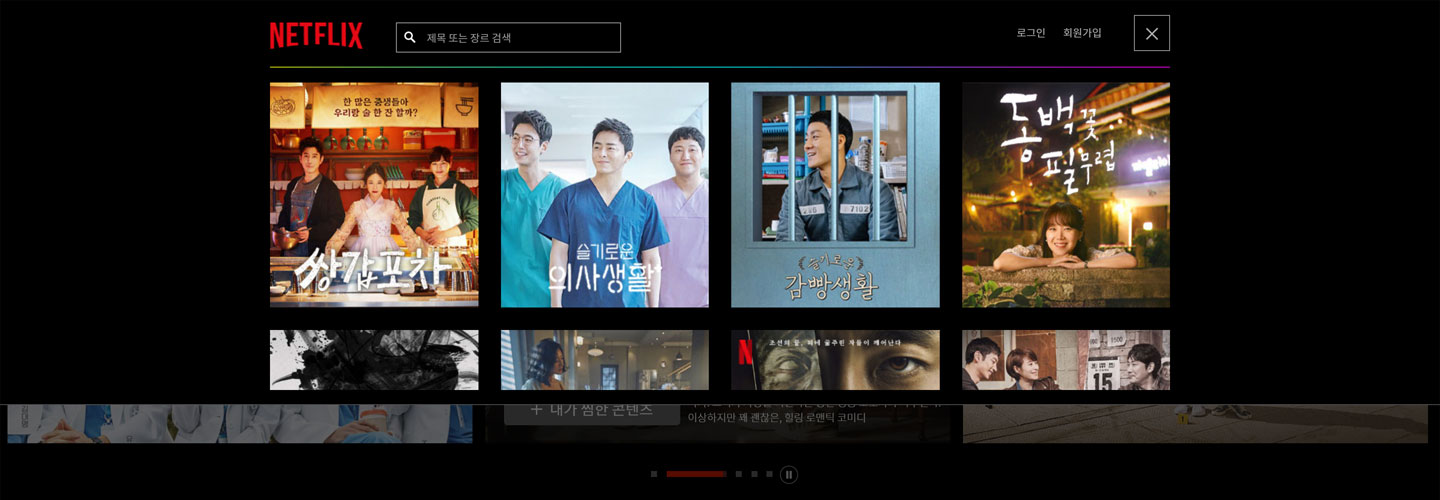 NETFLIX
제목 또는 장르 검색
로그인
회원가입
한 많은 중생들아
우리랑 술 한 잔 할까?
쌍갑포차
슬기로운
의사생활
7102
슬기로운
감빵생활
동백꽃
필무렵
N
조선의 끝, 피에 굶주린 자들이 깨어난다
15
+ 내가 찜한 콘텐츠
이상하지만 꽤 괜찮은, 힐링 로맨틱 코미디